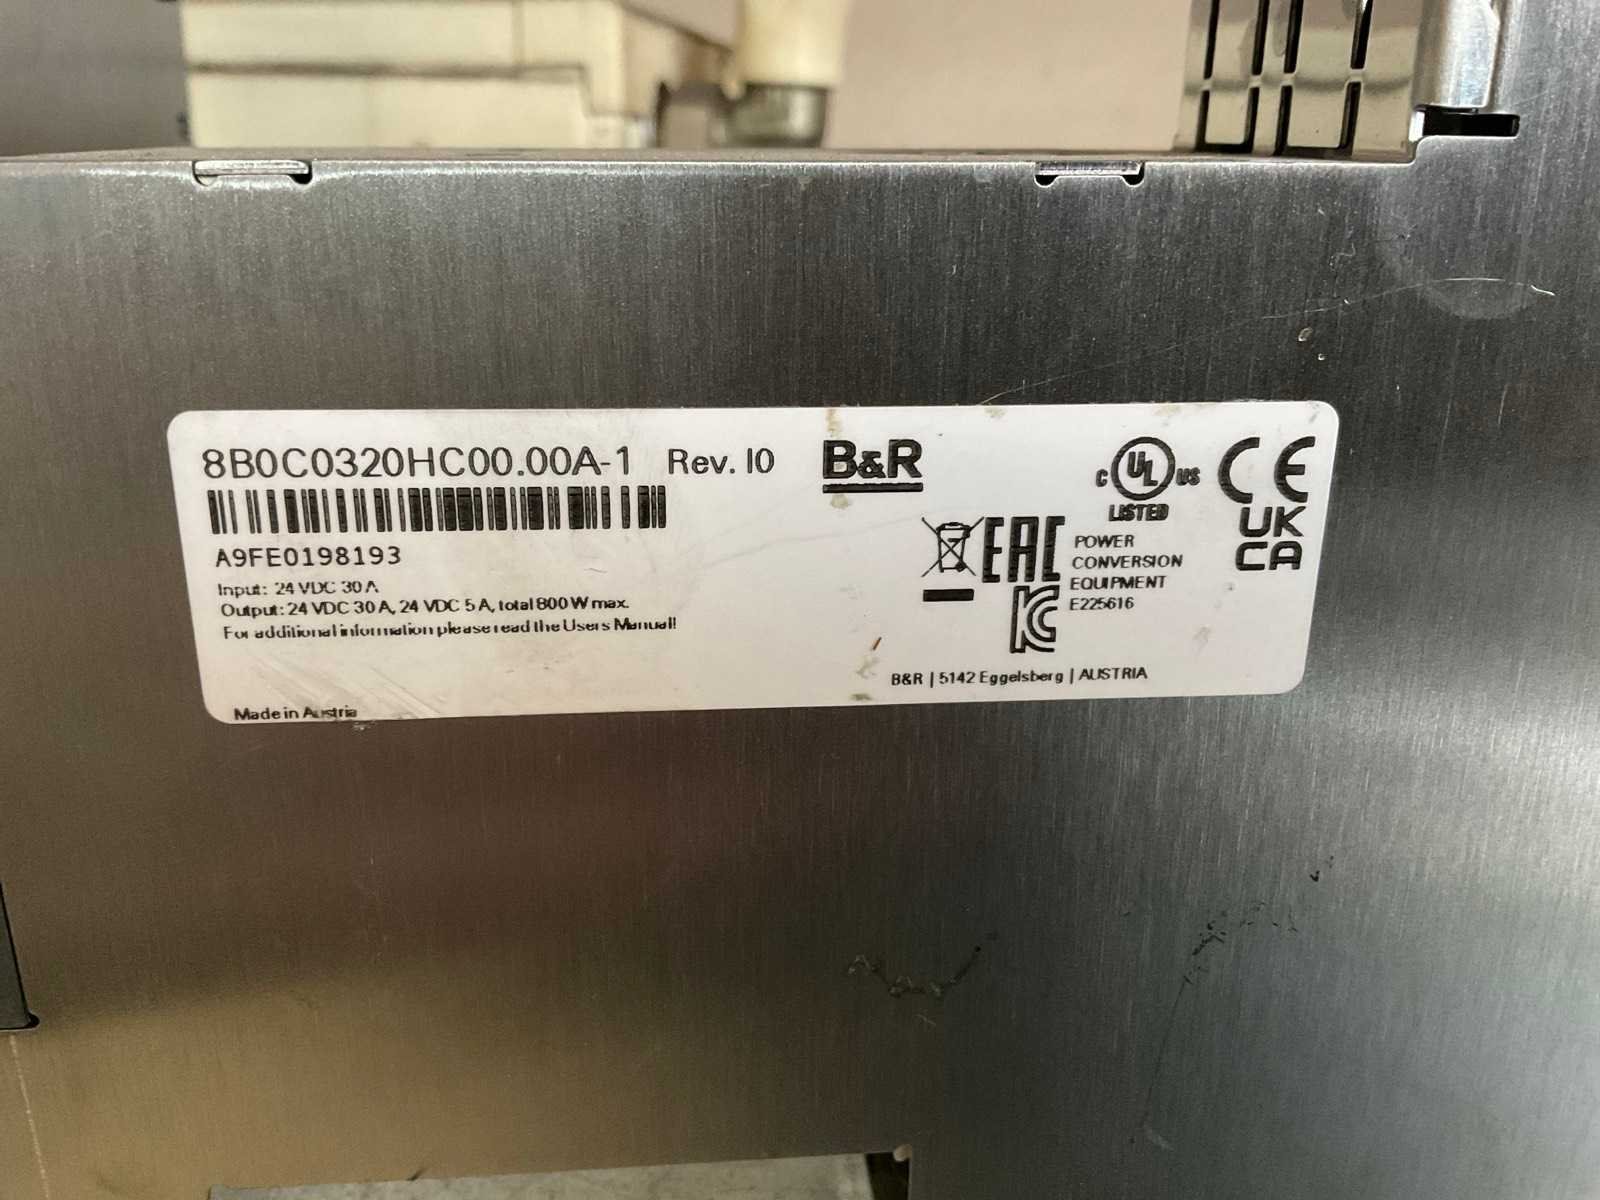 8B0C0320HC00.00A-1 Rev. I0
B&R
A9FE0198193
Input: 24 VDC 30 A
Output: 24 VDC 30 A, 24 VDC 5 A, total 800 W max.
For additional information please read the Users Manual!
Made in Austria
C UL US
LISTED
CE
UK
CA
EAC
POWER
CONVERSION
EQUIPMENT
E225616
KC
B&R | 5142 Eggelsberg | AUSTRIA